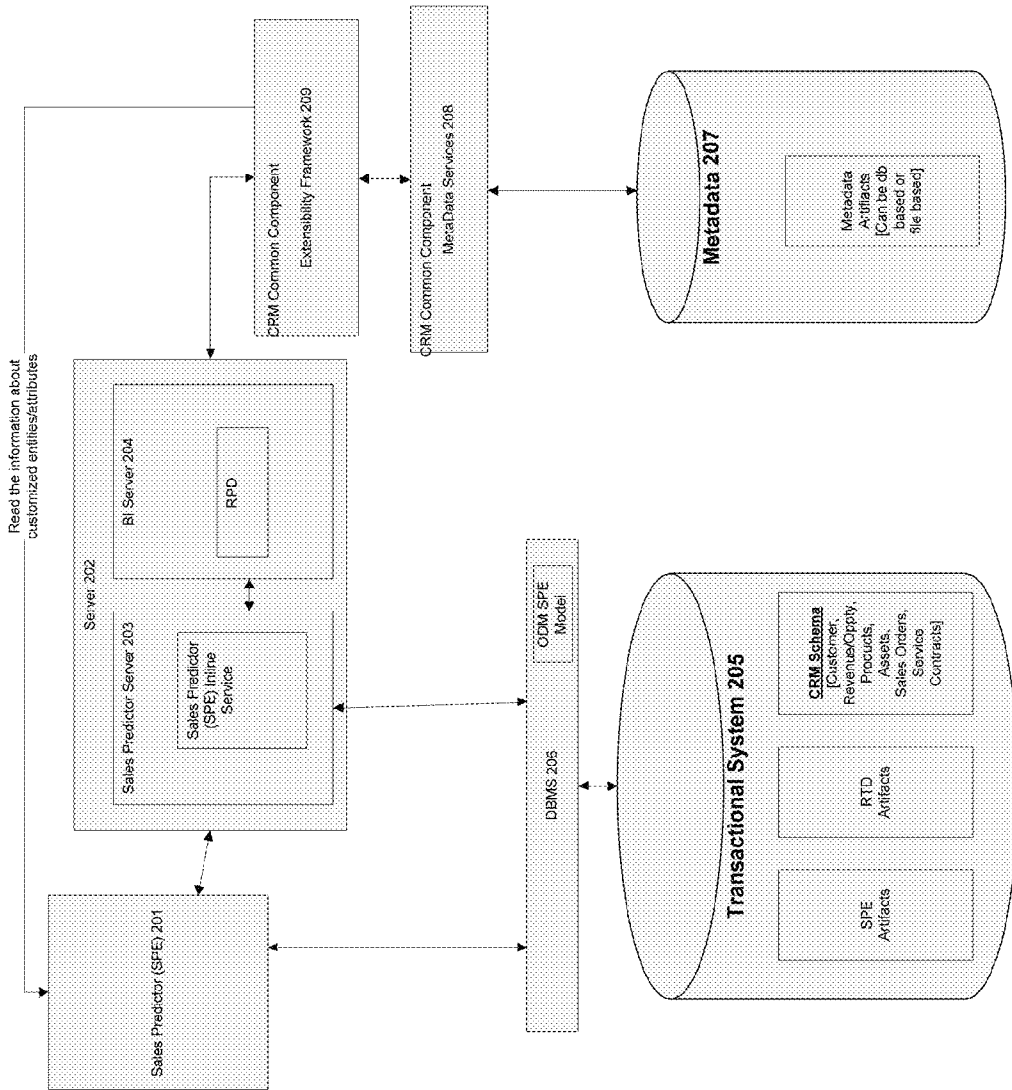 Read the information about
customized entities/attributes
Sales Predictor (SPE) 201
Server 202
Sales Predictor Server 203
Sales Predictor
(SPE) Inline
Service
BI Server 204
RPD
CRM Common Component
Extensibility Framework 209
CRM Common Component
MetaData Services 208
DBMS 206
ODM SPE
Model
Transactional System 205
SPE
Artifacts
RTD
Artifacts
CRM Schema
[Customer,
Revenue/Oppty,
Products,
Assets,
Sales Orders,
Service
Contracts]
Metadata 207
Metadata
Artifiacts
[Can be db
based or
file based]